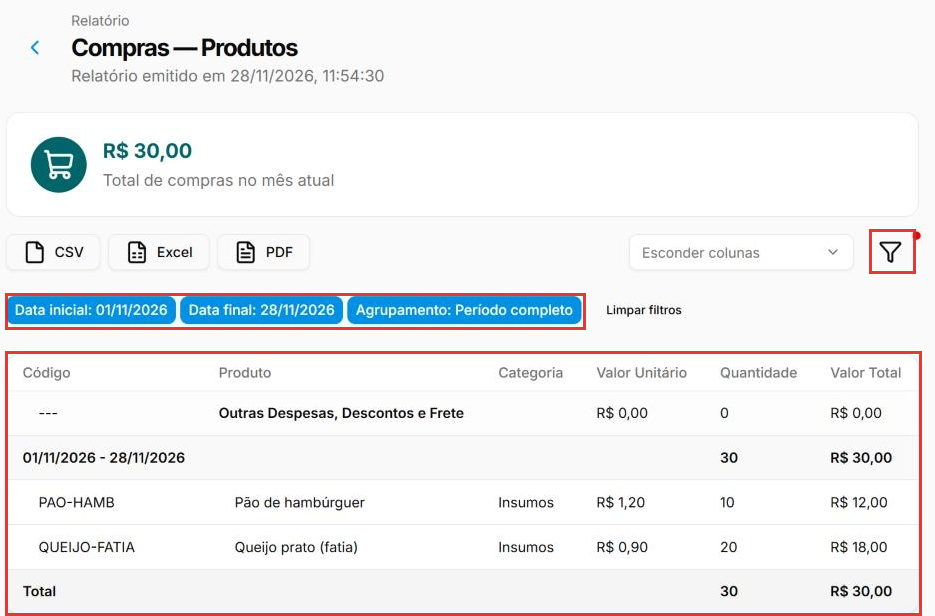 Relatório
Compras — Produtos
Relatório emitido em 28/11/2026, 11:54:30
R$ 30,00
Total de compras no mês atual
CSV Excel PDF Esconder colunas
Data inicial: 01/11/2026 Data final: 28/11/2026 Agrupamento: Período completo Limpar filtros
Código Produto Categoria Valor Unitário Quantidade Valor Total
--- Outras Despesas, Descontos e Frete R$ 0,00 0 R$ 0,00
01/11/2026 - 28/11/2026 30 R$ 30,00
PAO-HAMB Pão de hambúrguer Insumos R$ 1,20 10 R$ 12,00
QUEIJO-FATIA Queijo prato (fatia) Insumos R$ 0,90 20 R$ 18,00
Total 30 R$ 30,00